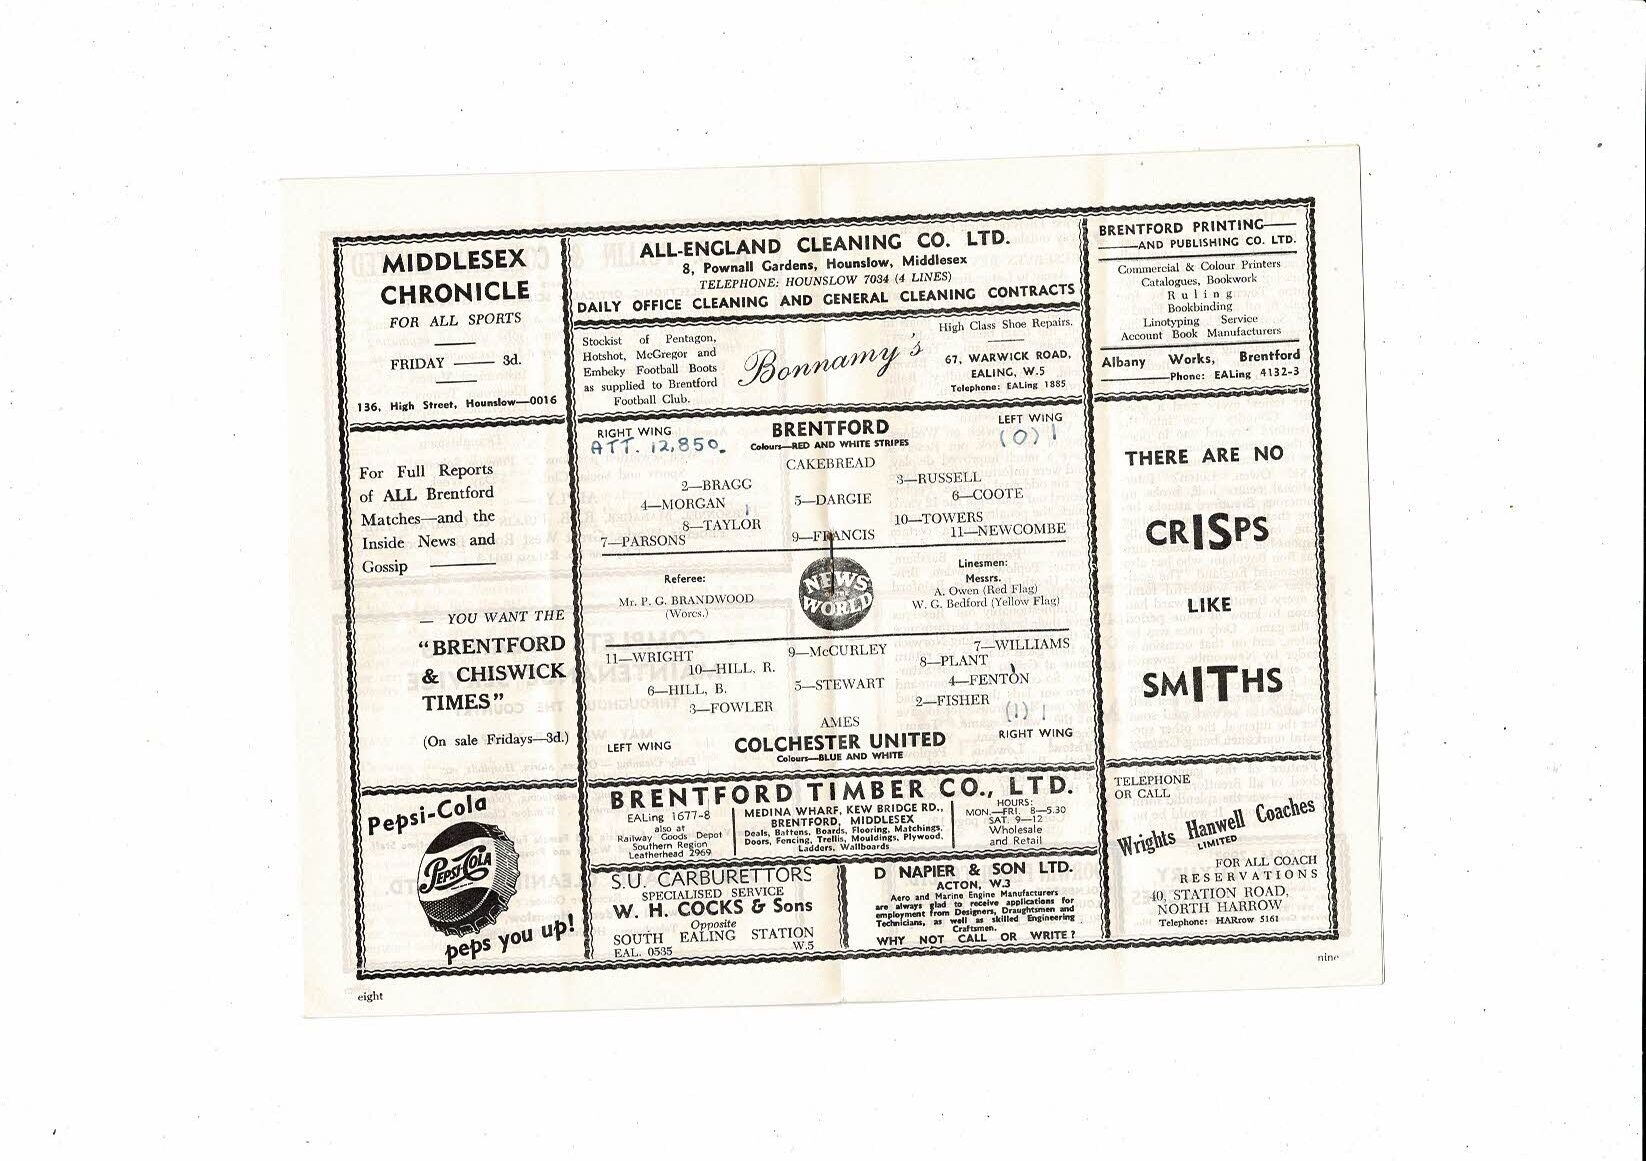 MIDDLESEX
CHRONICLE
FOR ALL SPORTS
FRIDAY —— 3d.
136, High Street, Hounslow—0016
For Full Reports
of ALL Brentford
Matches—and the
Inside News and
Gossip ——
— YOU WANT THE
"BRENTFORD
& CHISWICK
TIMES"
(On sale Fridays—3d.)
Pepsi-Cola
PEPSI-COLA
peps you up!
eight
ALL-ENGLAND CLEANING CO. LTD.
8, Pownall Gardens, Hounslow, Middlesex
TELEPHONE: HOUNSLOW 7034 (4 LINES)
DAILY OFFICE CLEANING AND GENERAL CLEANING CONTRACTS
Stockist of Pentagon,
Hotshot, McGregor and
Embeky Football Boots
as supplied to Brentford
Football Club.
Bonnamy's
High Class Shoe Repairs.
67, WARWICK ROAD,
EALING, W.5
Telephone: EALing 1885
RIGHT WING
BRENTFORD
LEFT WING
ATT. 12,850.
Colours—RED AND WHITE STRIPES
(0) 1
CAKEBREAD
2—BRAGG
3—RUSSELL
4—MORGAN
5—DARGIE
6—COOTE
1
8—TAYLOR
10—TOWERS
7—PARSONS
9—FRANCIS
11—NEWCOMBE
Referee:
Mr. P. G. BRANDWOOD
(Worcs.)
NEWS
OF THE
WORLD
Linesmen:
Messrs.
A. Owen (Red Flag)
W. G. Bedford (Yellow Flag)
11—WRIGHT
9—McCURLEY
7—WILLIAMS
10—HILL, R.
8—PLANT
1
6—HILL, B.
5—STEWART
4—FENTON
3—FOWLER
2—FISHER
AMES
(1) 1
LEFT WING
COLCHESTER UNITED
RIGHT WING
Colours—BLUE AND WHITE
BRENTFORD TIMBER CO., LTD.
EALing 1677-8
also at
Railway Goods Depot
Southern Region
Leatherhead 2969
MEDINA WHARF, KEW BRIDGE RD.,
BRENTFORD, MIDDLESEX
Deals, Battens, Boards, Flooring, Matchings,
Doors, Fencing, Trellis, Mouldings, Plywood,
Ladders, Wallboards
HOURS:
MON.—FRI. 8—5.30
SAT. 9—12
Wholesale
and Retail
S.U. CARBURETTORS
SPECIALISED SERVICE
W. H. COCKS & Sons
Opposite
SOUTH EALING STATION
W.5
EAL. 0535
D NAPIER & SON LTD.
ACTON, W.3
Aero and Marine Engine Manufacturers
are always glad to receive applications for
employment from Designers, Draughtsmen and
Technicians, as well as skilled Engineering
Craftsmen.
WHY NOT CALL OR WRITE?
BRENTFORD PRINTING——
——AND PUBLISHING CO. LTD.
Commercial & Colour Printers
Catalogues, Bookwork
Ruling
Bookbinding
Linotyping Service
Account Book Manufacturers
Albany Works, Brentford
——Phone: EALing 4132-3
THERE ARE NO
CRISPS
LIKE
SMITHS
TELEPHONE
OR CALL
Wrights Hanwell Coaches
LIMITED
FOR ALL COACH
RESERVATIONS
40, STATION ROAD,
NORTH HARROW
Telephone: HARrow 5161
nine